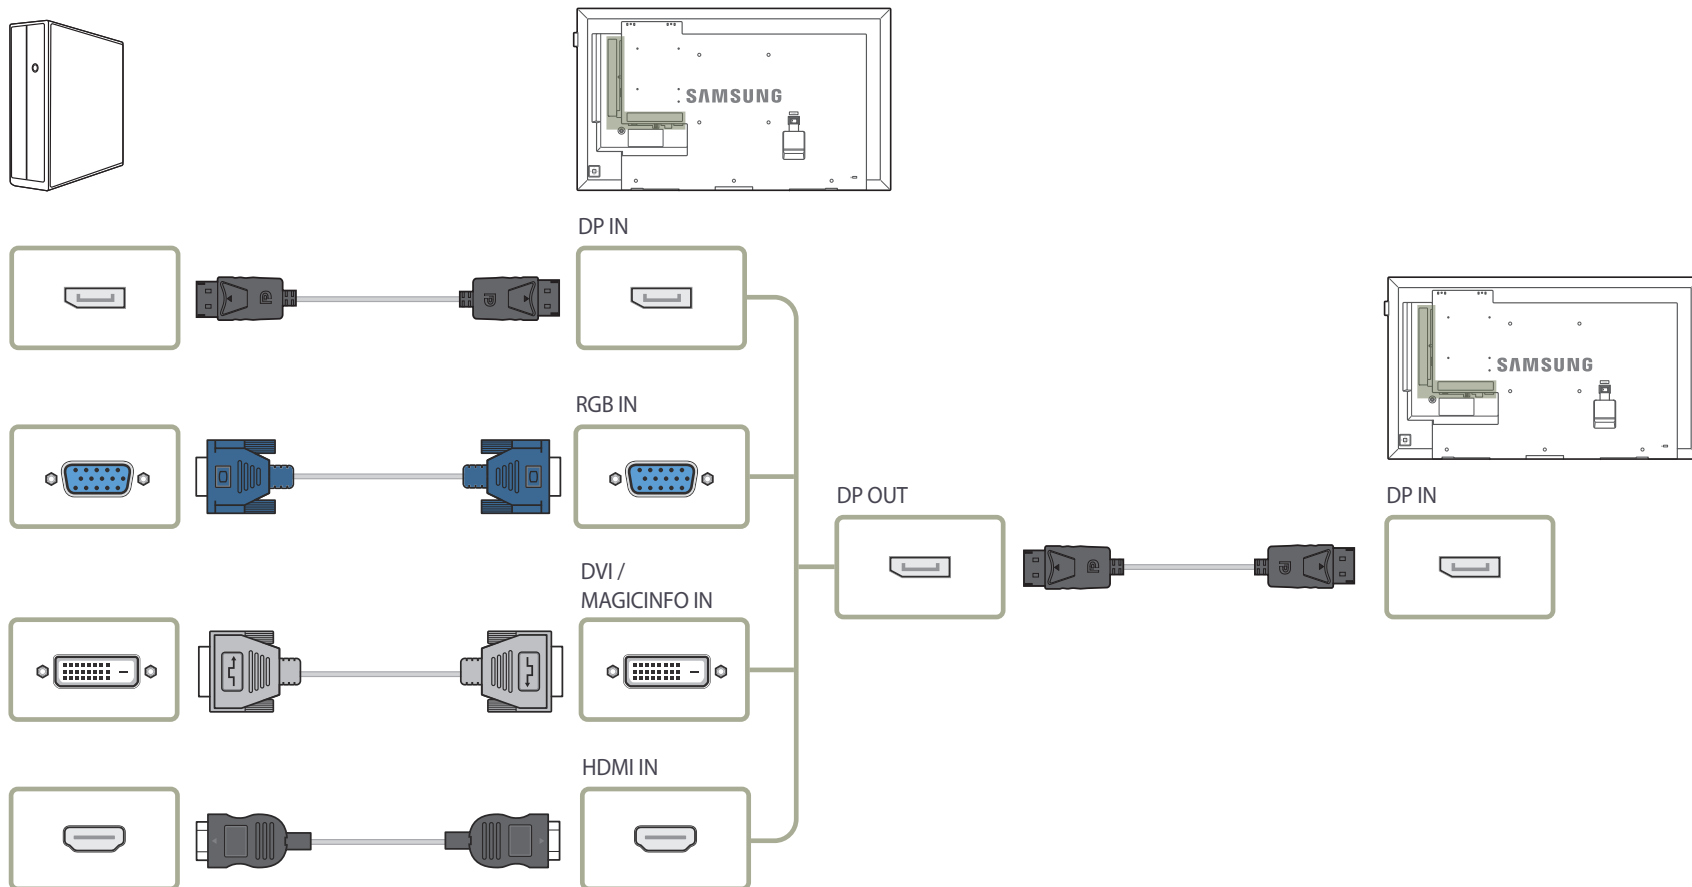 SAMSUNG
DP IN
RGB IN
DVI /
MAGICINFO IN
HDMI IN
DP OUT
SAMSUNG
DP IN